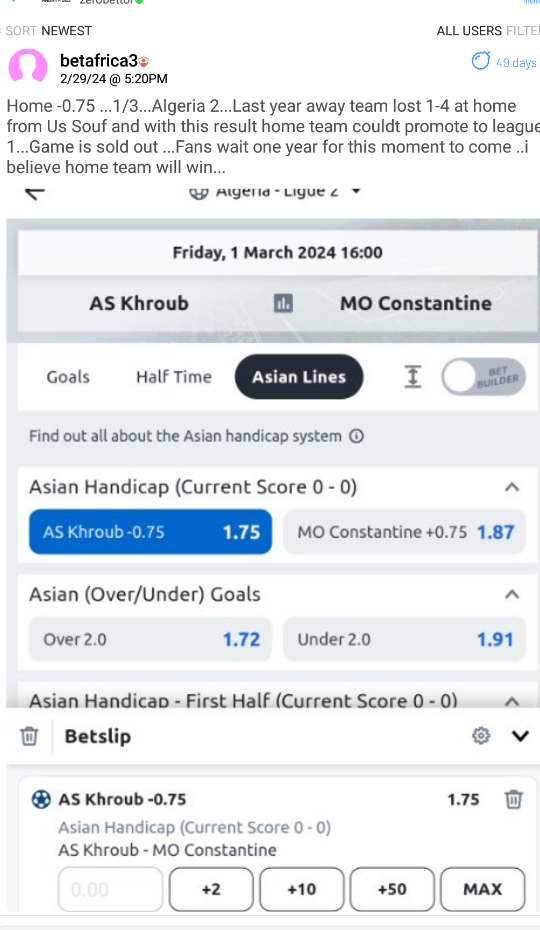 zerobettor
SORT NEWEST ALL USERS FILTE
betafrica3
2/29/24 @ 5:20PM 49 days
Home -0.75 ...1/3...Algeria 2...Last year away team lost 1-4 at home
from Us Souf and with this result home team couldt promote to league
1...Game is sold out ...Fans wait one year for this moment to come ..i
believe home team will win...
Algeria - Ligue 2
Friday, 1 March 2024 16:00
AS Khroub MO Constantine
Goals Half Time Asian Lines BET
BUILDER
Find out all about the Asian handicap system
Asian Handicap (Current Score 0 - 0)
AS Khroub -0.75 1.75 MO Constantine +0.75 1.87
Asian (Over/Under) Goals
Over 2.0 1.72 Under 2.0 1.91
Asian Handicap - First Half (Current Score 0 - 0)
Betslip
AS Khroub -0.75 1.75
Asian Handicap (Current Score 0 - 0)
AS Khroub - MO Constantine
0.00 +2 +10 +50 MAX